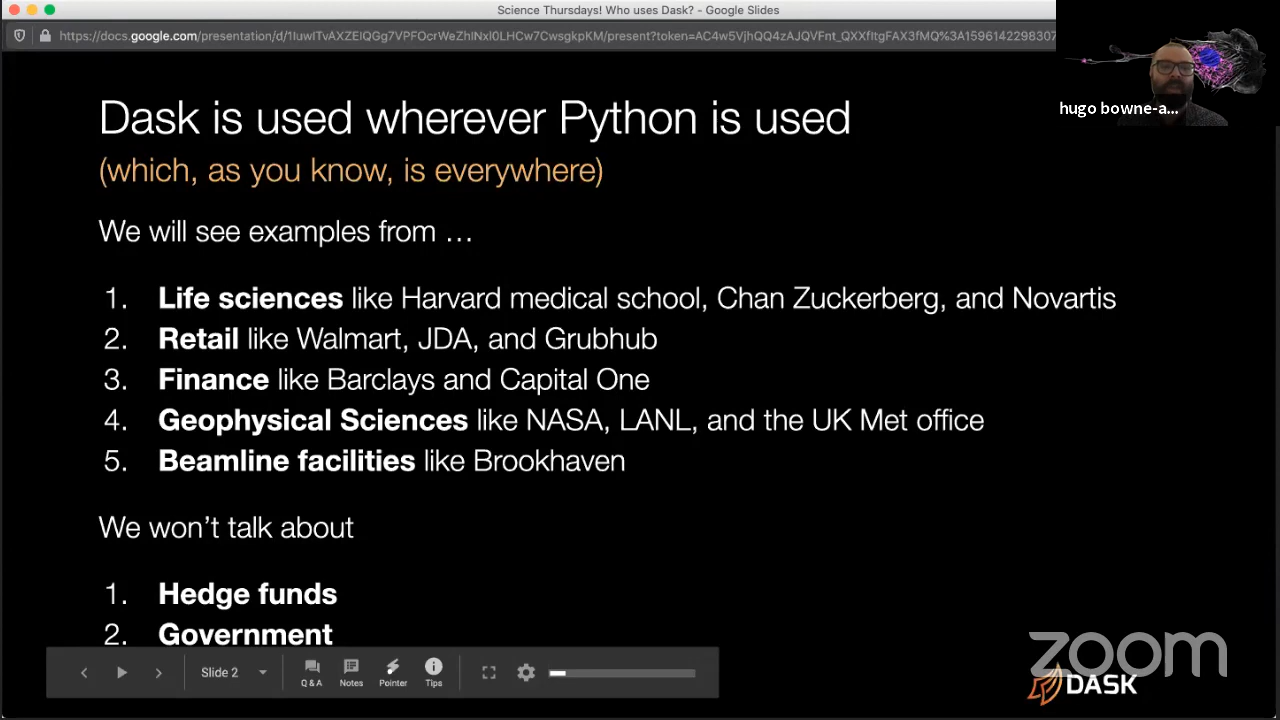 Science Thursdays! Who uses Dask? - Google Slides
hugo bowne-a...
Dask is used wherever Python is used
(which, as you know, is everywhere)
We will see examples from …
1. Life sciences like Harvard medical school, Chan Zuckerberg, and Novartis
2. Retail like Walmart, JDA, and Grubhub
3. Finance like Barclays and Capital One
4. Geophysical Sciences like NASA, LANL, and the UK Met office
5. Beamline facilities like Brookhaven
We won’t talk about
1. Hedge funds
2. Government
Slide 2
Q & A
Notes
Pointer
Tips
zoom
DASK